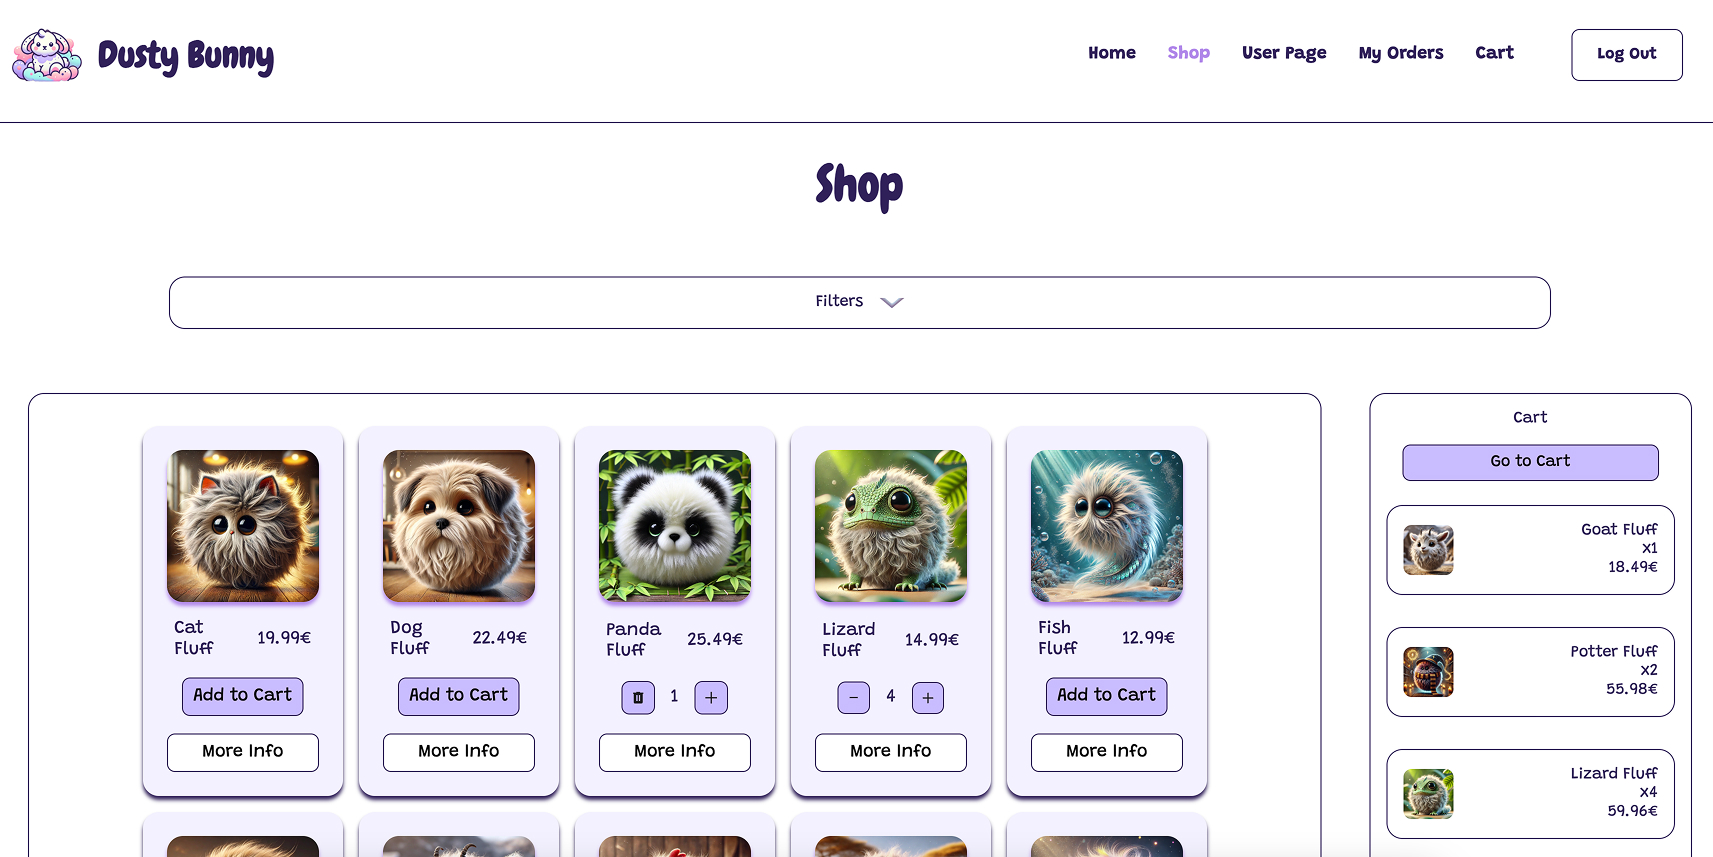 Dusty Bunny
Home
Shop
User Page
My Orders
Cart
Log Out
Shop
Filters
Cat
Fluff
19.99€
Add to Cart
More Info
Dog
Fluff
22.49€
Add to Cart
More Info
Panda
Fluff
25.49€
1
More Info
Lizard
Fluff
14.99€
4
More Info
Fish
Fluff
12.99€
Add to Cart
More Info
Cart
Go to Cart
Goat Fluff
x1
18.49€
Potter Fluff
x2
55.98€
Lizard Fluff
x4
59.96€